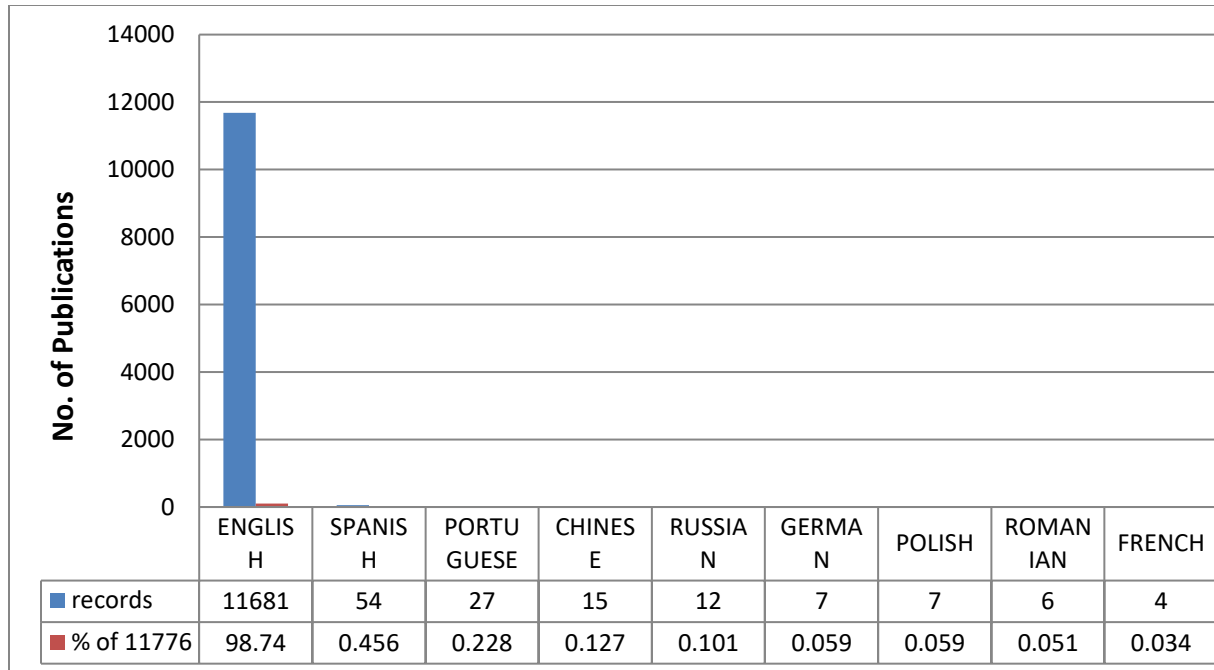 14000
12000
10000
8000
6000
4000
2000
0
No. of Publications
ENGLIS
H
SPANIS
H
PORTU
GUESE
CHINES
E
RUSSIA
N
GERMA
N
POLISH
ROMAN
IAN
FRENCH
records 11681 54 27 15 12 7 7 6 4
% of 11776 98.74 0.456 0.228 0.127 0.101 0.059 0.059 0.051 0.034